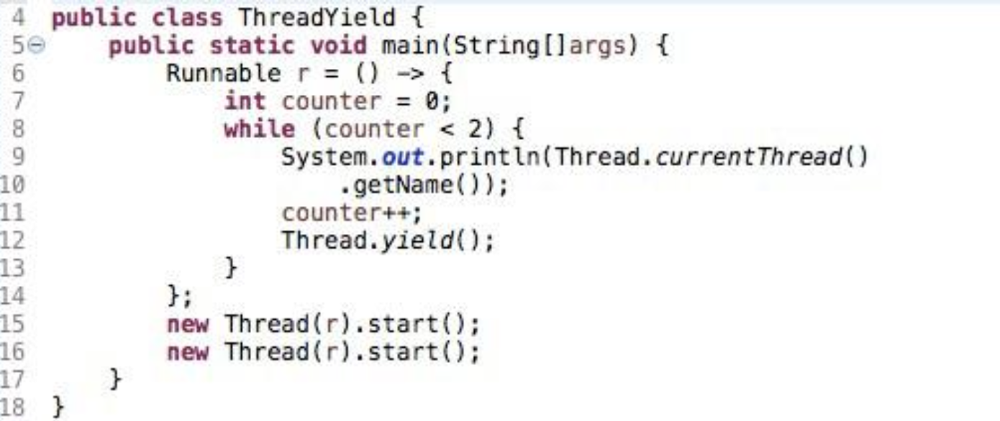 4 public class ThreadYield {
5 public static void main(String[]args) {
6 Runnable r = () -> {
7 int counter = 0;
8 while (counter < 2) {
9 System.out.println(Thread.currentThread()
10 .getName());
11 counter++;
12 Thread.yield();
13 }
14 };
15 new Thread(r).start();
16 new Thread(r).start();
17 }
18 }